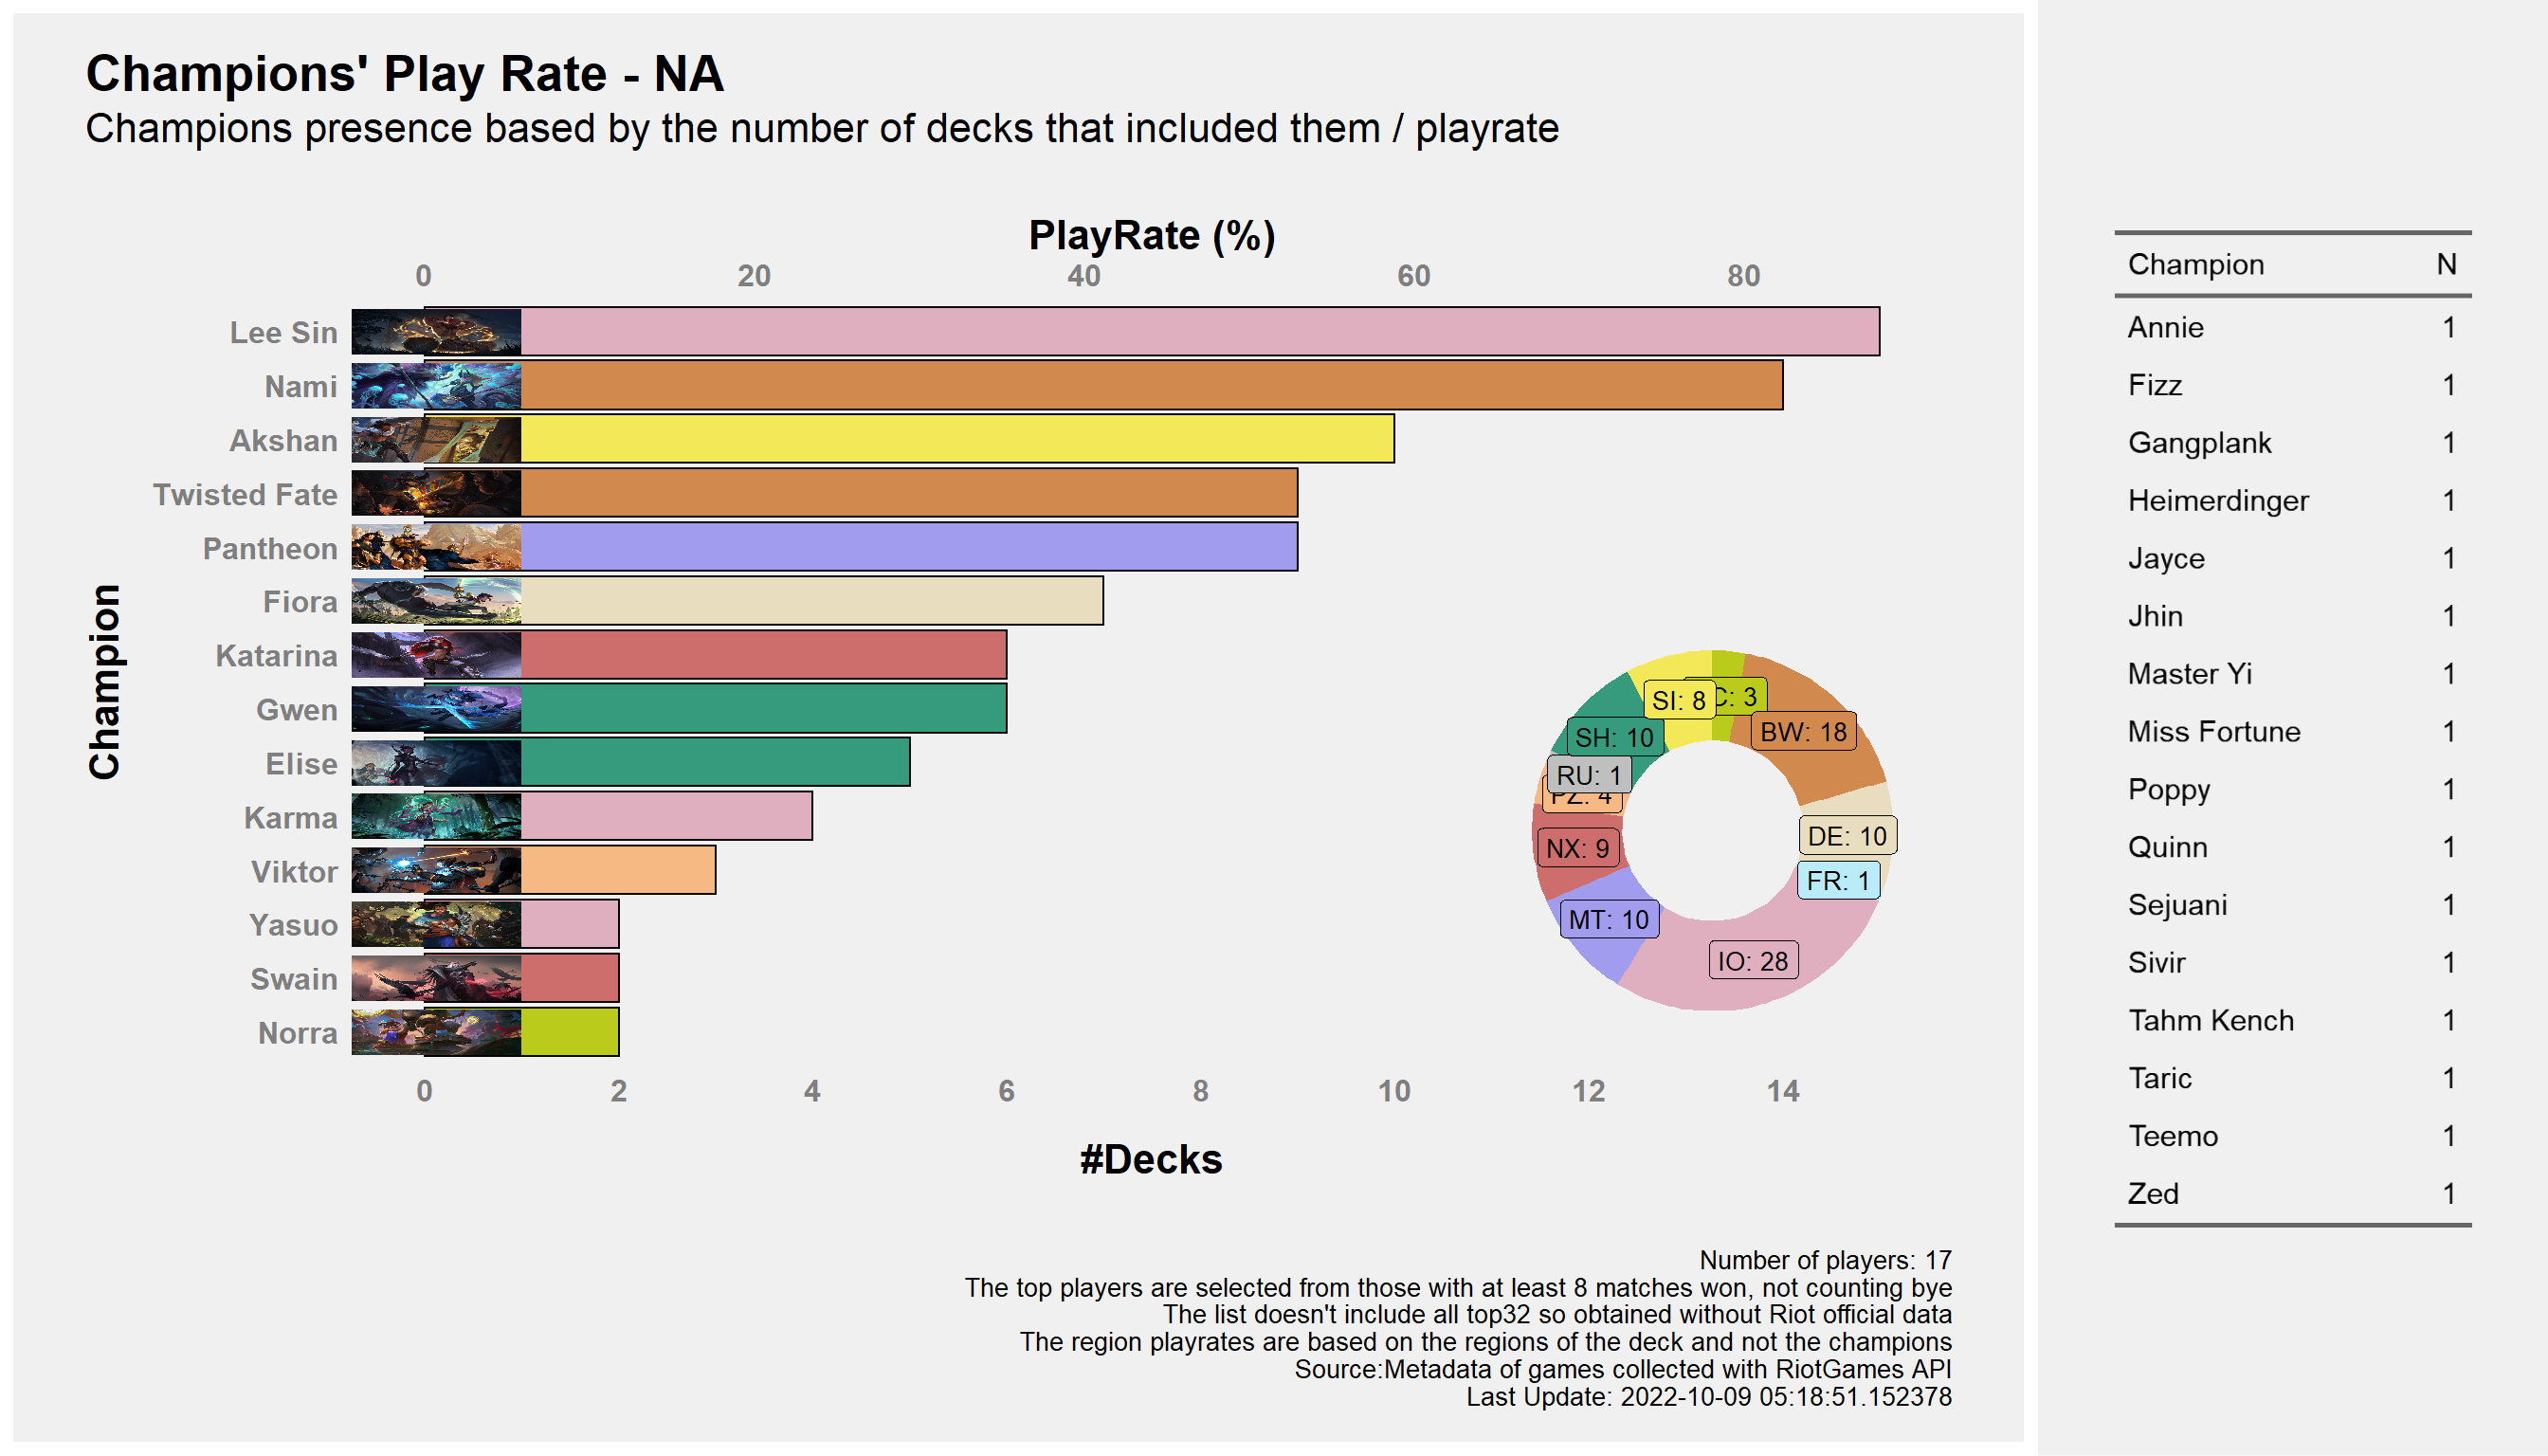 Champions' Play Rate - NA
Champions presence based by the number of decks that included them / playrate
PlayRate (%)
0 20 40 60 80
Champion
Lee Sin
Nami
Akshan
Twisted Fate
Pantheon
Fiora
Katarina
Gwen
Elise
Karma
Viktor
Yasuo
Swain
Norra
0 2 4 6 8 10 12 14
#Decks
SI: 8
C: 3
BW: 18
SH: 10
RU: 1
PZ: 4
DE: 10
NX: 9
FR: 1
MT: 10
IO: 28
Number of players: 17
The top players are selected from those with at least 8 matches won, not counting bye
The list doesn't include all top32 so obtained without Riot official data
The region playrates are based on the regions of the deck and not the champions
Source:Metadata of games collected with RiotGames API
Last Update: 2022-10-09 05:18:51.152378
Champion N
Annie 1
Fizz 1
Gangplank 1
Heimerdinger 1
Jayce 1
Jhin 1
Master Yi 1
Miss Fortune 1
Poppy 1
Quinn 1
Sejuani 1
Sivir 1
Tahm Kench 1
Taric 1
Teemo 1
Zed 1